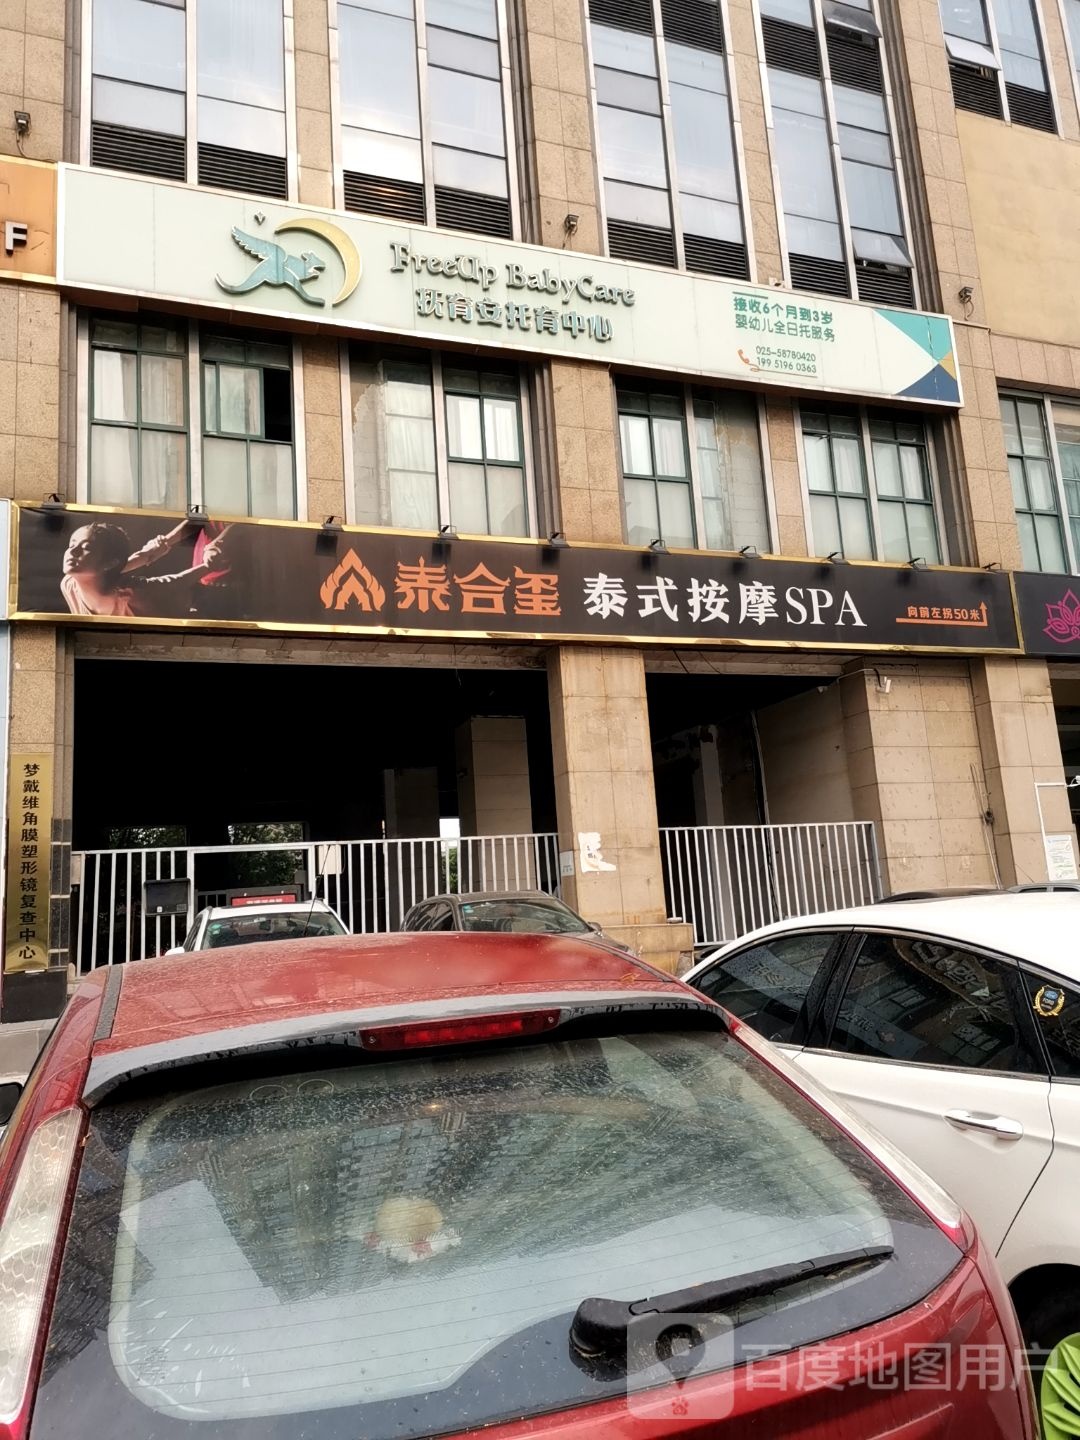 F
FreeUp BabyCare
抚育安托育中心
接收6个月到3岁
婴幼儿全日托服务
025-58780420
199 5196 0363
泰合玺 泰式按摩SPA
向前左拐50米
梦戴维角膜塑形镜复查中心
百度地图用户